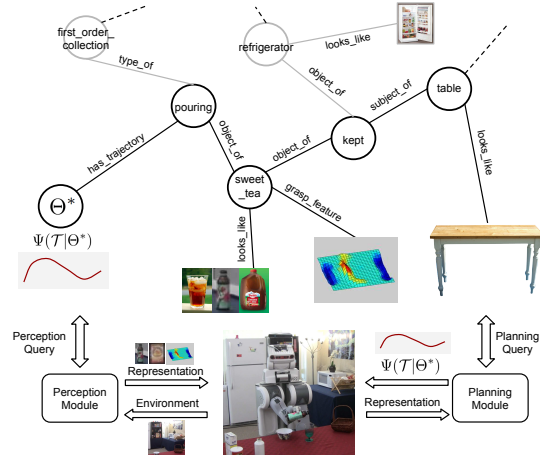 first_order_
collection
refrigerator
looks_like
type_of
object_of
table
pouring
subject_of
kept
has_trajectory
object_of
object_of
looks_like
sweet
_tea
grasp_feature
Θ*
looks_like
Ψ(𝒯|Θ*)
Perception
Query
Planning
Query
Ψ(𝒯|Θ*)
Representation
Perception
Module
Environment
Representation
Planning
Module